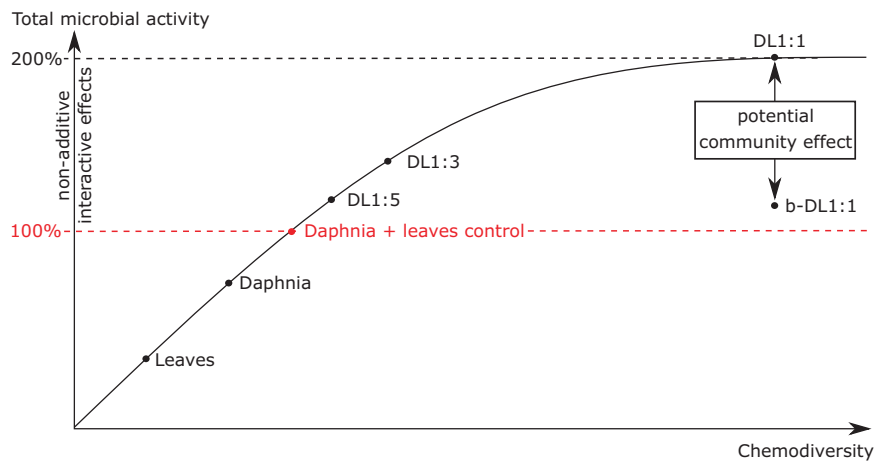 Total microbial activity
200%
DL1:1
non-additive
interactive effects
potential
community effect
DL1:3
DL1:5
b-DL1:1
100%
Daphnia + leaves control
Daphnia
Leaves
Chemodiversity